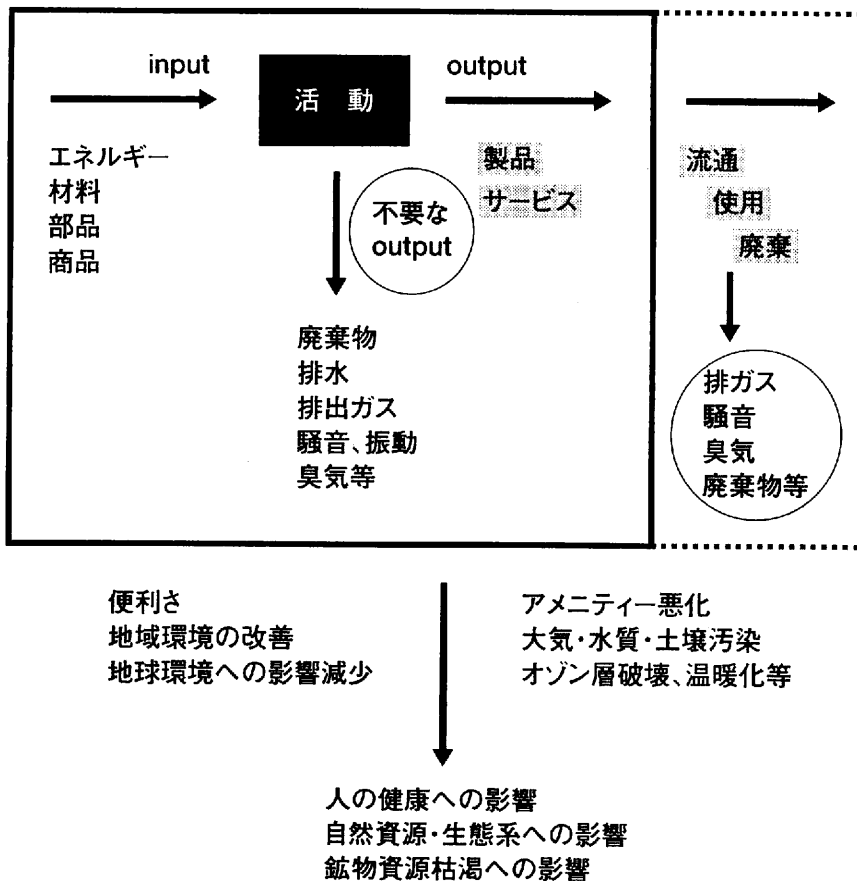 input
活 動
output
エネルギー
材料
部品
商品
不要な
output
製品
サービス
流通
使用
廃棄
廃棄物
排水
排出ガス
騒音、振動
臭気等
排ガス
騒音
臭気
廃棄物等
便利さ
地域環境の改善
地球環境への影響減少
アメニティー悪化
大気・水質・土壌汚染
オゾン層破壊、温暖化等
人の健康への影響
自然資源・生態系への影響
鉱物資源枯渇への影響